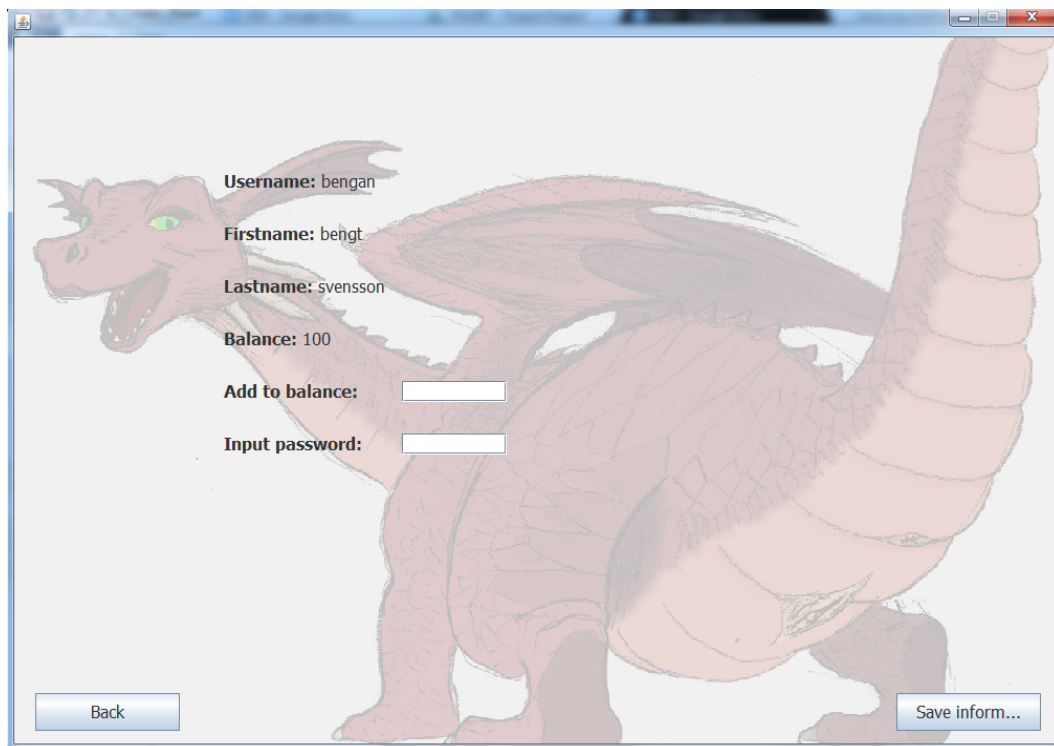 Username: bengan
Firstname: bengt
Lastname: svensson
Balance: 100
Add to balance:
Input password:
Back
Save inform...